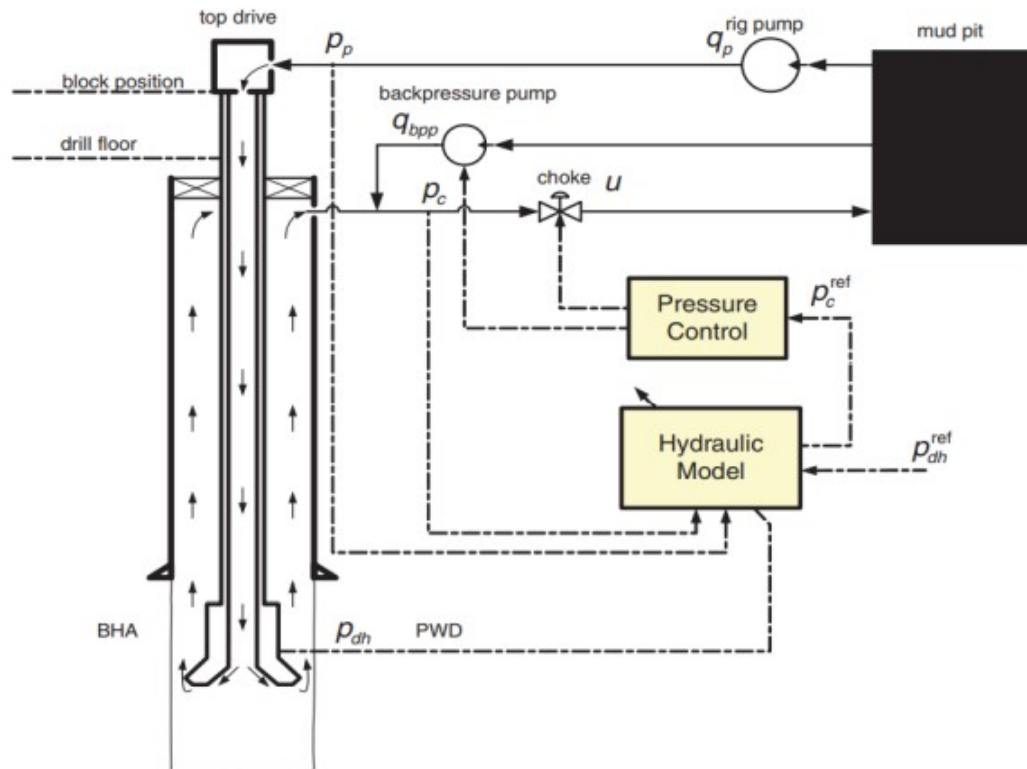 top drive
p_p
q_p
rig pump
mud pit
block position
backpressure pump
q_bpp
drill floor
choke
u
p_c
Pressure
Control
p_c^ref
Hydraulic
Model
p_dh^ref
BHA
p_dh
PWD